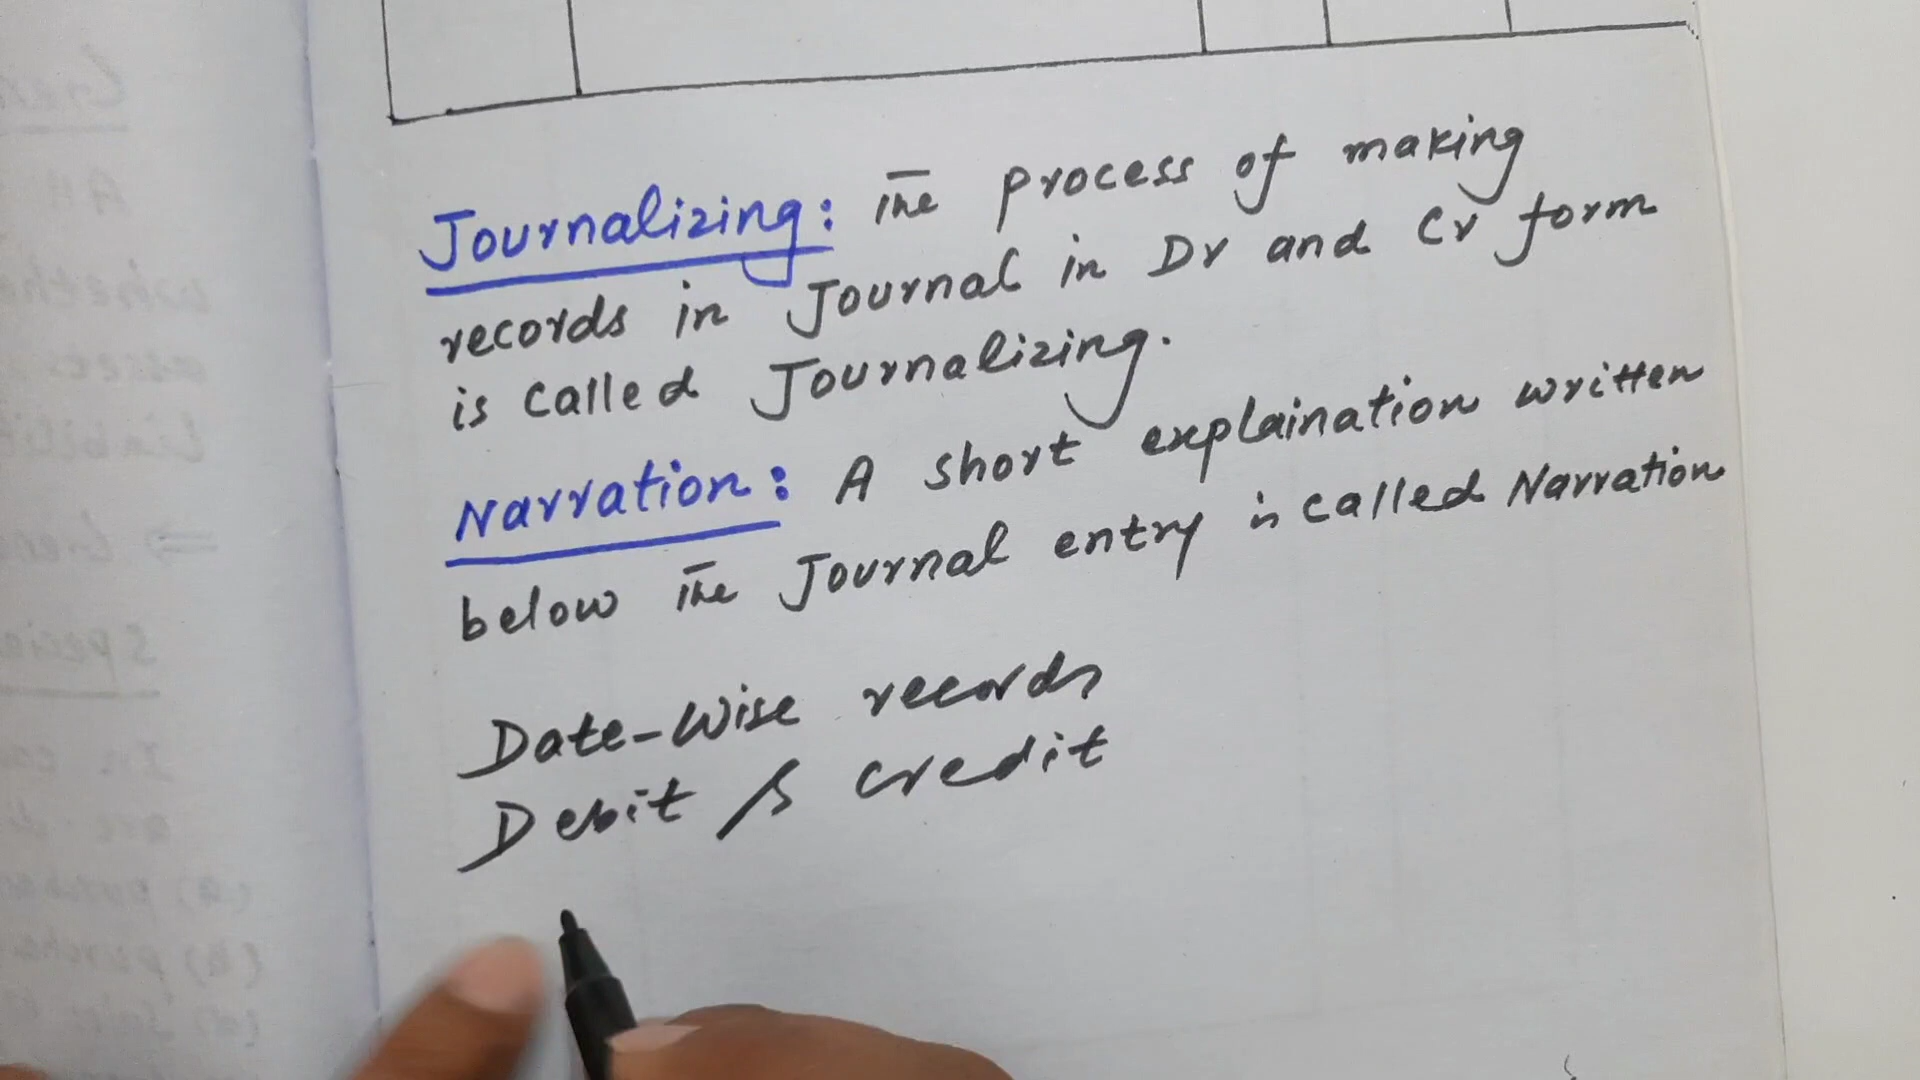 Journalizing: The process of making
records in Journal in Dr and Cr form
is called Journalizing.
Narration: A short explaination written
below the Journal entry is called Narration
Date-Wise records
Debit & credit